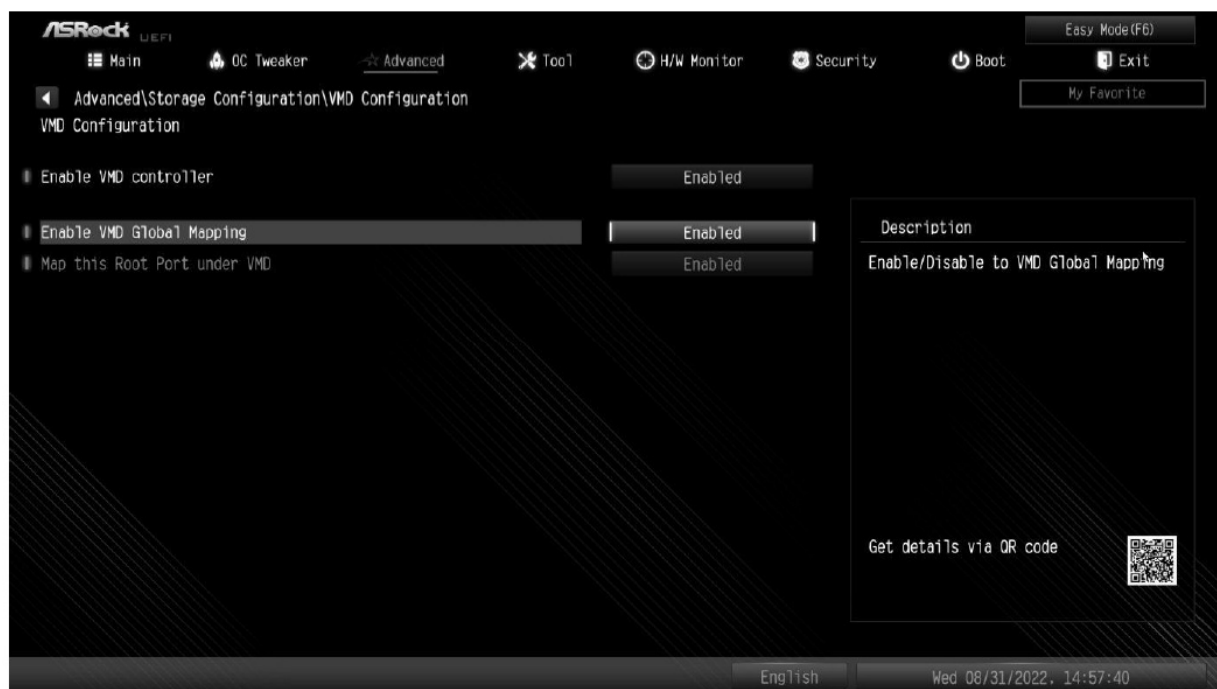 ASRock UEFI
Easy Mode(F6)
Main OC Tweaker Advanced Tool H/W Monitor Security Boot Exit
Advanced\Storage Configuration\VMD Configuration
My Favorite
VMD Configuration
Enable VMD controller Enabled
Enable VMD Global Mapping Enabled
Map this Root Port under VMD Enabled
Description
Enable/Disable to VMD Global Mapping
Get details via QR code
English Wed 08/31/2022. 14:57:40